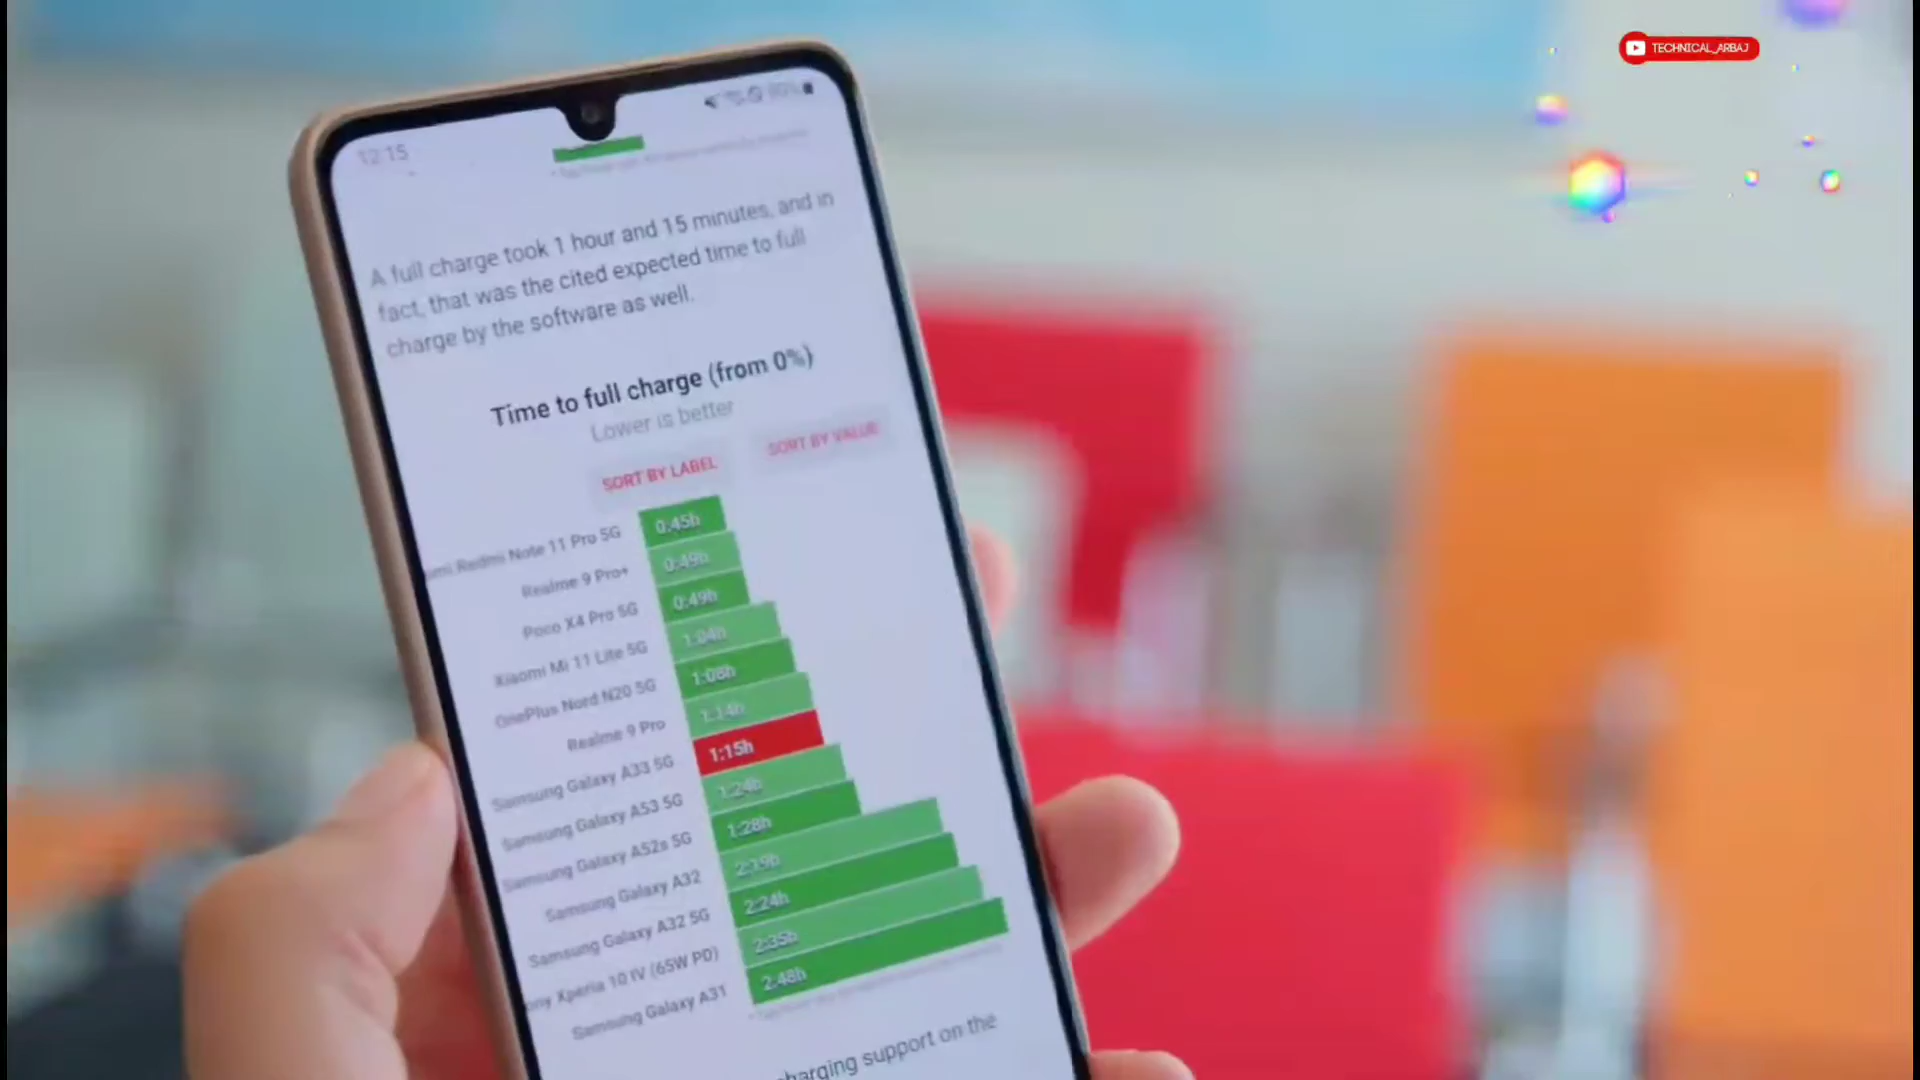 TECHNICAL_ARBAJ
12:15
A full charge took 1 hour and 15 minutes, and in
fact, that was the cited expected time to full
charge by the software as well.
Time to full charge (from 0%)
Lower is better
SORT BY LABEL
SORT BY VALUE
mi Redmi Note 11 Pro 5G 0:45h
Realme 9 Pro+ 0:49h
Poco X4 Pro 5G 0:49h
Xiaomi Mi 11 Lite 5G 1:04h
OnePlus Nord N20 5G 1:08h
Realme 9 Pro 1:14h
Samsung Galaxy A33 5G 1:15h
Samsung Galaxy A53 5G 1:24h
Samsung Galaxy A52s 5G 1:28h
Samsung Galaxy A32 2:19h
Samsung Galaxy A32 5G 2:24h
ony Xperia 10 IV (65W PD) 2:35h
Samsung Galaxy A31 2:48h
charging support on the